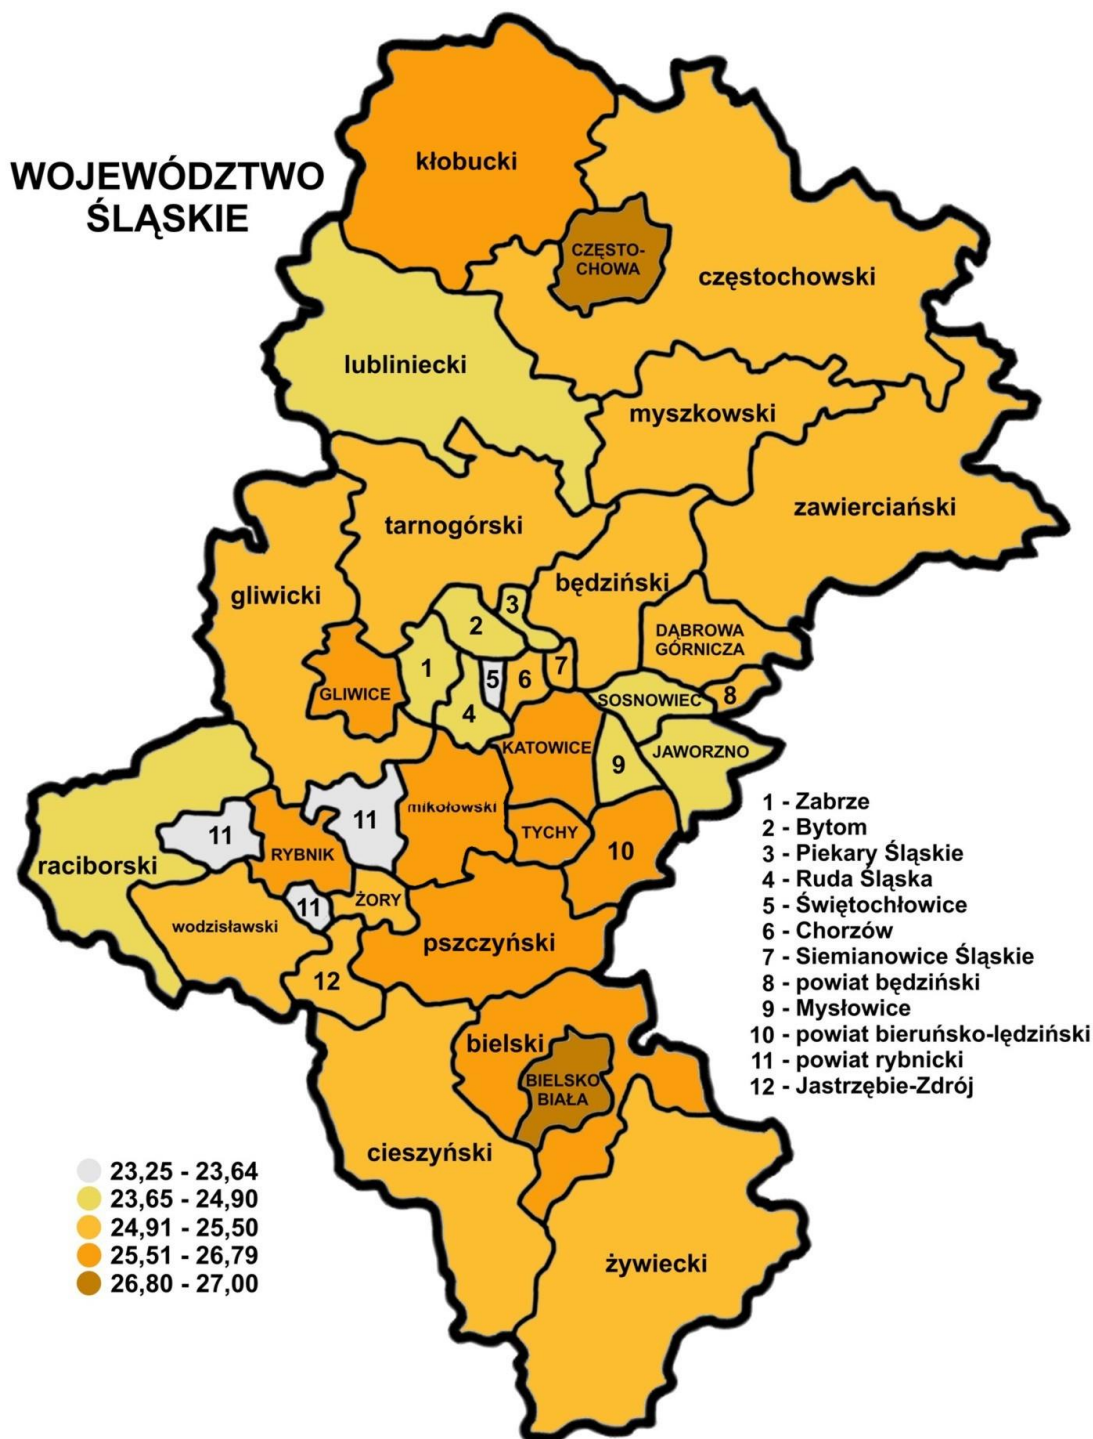 WOJEWÓDZTWO
ŚLĄSKIE
kłobucki
CZĘSTO-
CHOWA
częstochowski
lubliniecki
myszkowski
zawierciański
tarnogórski
będziński
gliwicki
3
2
DĄBROWA
GÓRNICZA
1
7
5
6
GLIWICE
8
SOSNOWIEC
4
KATOWICE
JAWORZNO
9
mikołowski
11
11
TYCHY
10
RYBNIK
raciborski
ŻORY
11
wodzisławski
pszczyński
12
bielski
BIELSKO
BIAŁA
cieszyński
żywiecki
1 - Zabrze
2 - Bytom
3 - Piekary Śląskie
4 - Ruda Śląska
5 - Świętochłowice
6 - Chorzów
7 - Siemianowice Śląskie
8 - powiat będziński
9 - Mysłowice
10 - powiat bieruńsko-lędziński
11 - powiat rybnicki
12 - Jastrzębie-Zdrój
23,25 - 23,64
23,65 - 24,90
24,91 - 25,50
25,51 - 26,79
26,80 - 27,00